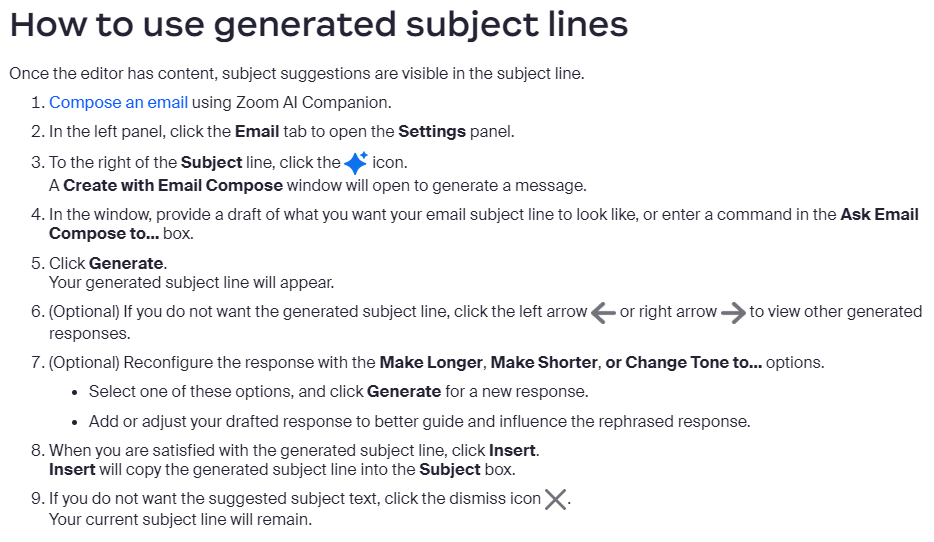 How to use generated subject lines
Once the editor has content, subject suggestions are visible in the subject line.
1. Compose an email using Zoom AI Companion.
2. In the left panel, click the Email tab to open the Settings panel.
3. To the right of the Subject line, click the icon.
A Create with Email Compose window will open to generate a message.
4. In the window, provide a draft of what you want your email subject line to look like, or enter a command in the Ask Email
Compose to... box.
5. Click Generate.
Your generated subject line will appear.
6. (Optional) If you do not want the generated subject line, click the left arrow or right arrow to view other generated
responses.
7. (Optional) Reconfigure the response with the Make Longer, Make Shorter, or Change Tone to... options.
• Select one of these options, and click Generate for a new response.
• Add or adjust your drafted response to better guide and influence the rephrased response.
8. When you are satisfied with the generated subject line, click Insert.
Insert will copy the generated subject line into the Subject box.
9. If you do not want the suggested subject text, click the dismiss icon .
Your current subject line will remain.